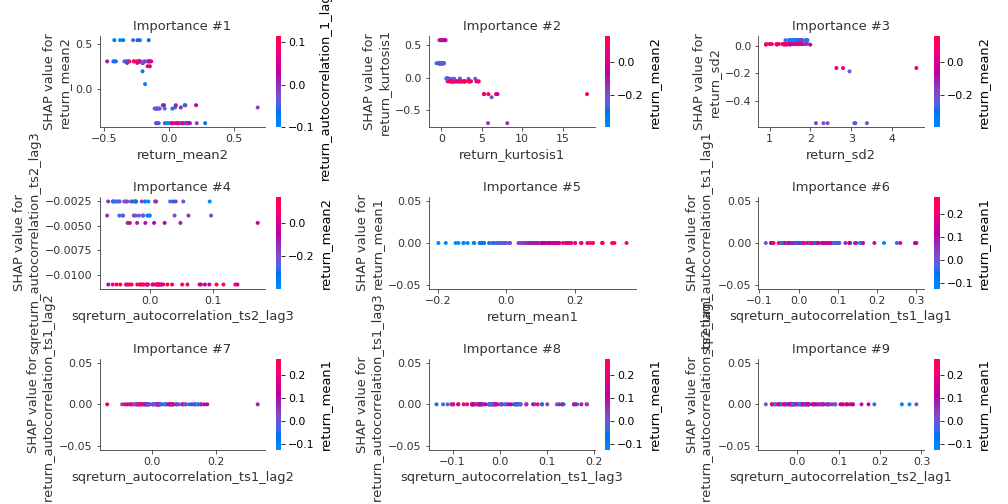 Importance #1
SHAP value for
return_mean2
0.5
0.0
−0.5
0.0
0.5
return_mean2
0.1
0.0
−0.1
return_autocorrelation_1_lag
Importance #2
SHAP value for
return_kurtosis1
0.5
0.0
−0.5
0
5
10
15
return_kurtosis1
0.0
−0.2
return_mean2
Importance #3
SHAP value for
return_sd2
0.0
−0.2
−0.4
1
2
3
4
return_sd2
0.0
−0.2
return_mean2
Importance #4
SHAP value for
sqreturn_autocorrelation_ts2_lag3
−0.0025
−0.0050
−0.0075
−0.0100
0.0
0.1
sqreturn_autocorrelation_ts2_lag3
0.0
−0.2
return_mean2
Importance #5
SHAP value for
return_mean1
0.05
0.00
−0.05
−0.2
0.0
0.2
return_mean1
Importance #6
SHAP value for
sqreturn_autocorrelation_ts1_lag1
0.05
0.00
−0.05
−0.1
0.0
0.1
0.2
0.3
sqreturn_autocorrelation_ts1_lag1
0.2
0.1
0.0
−0.1
return_mean1
Importance #7
SHAP value for
sqreturn_autocorrelation_ts1_lag2
0.05
0.00
−0.05
0.0
0.2
sqreturn_autocorrelation_ts1_lag2
0.2
0.1
0.0
−0.1
return_mean1
Importance #8
SHAP value for
sqreturn_autocorrelation_ts1_lag3
0.05
0.00
−0.05
−0.1
0.0
0.1
0.2
sqreturn_autocorrelation_ts1_lag3
0.2
0.1
0.0
−0.1
return_mean1
Importance #9
SHAP value for
sqreturn_autocorrelation_ts2_lag1
0.05
0.00
−0.05
0.0
0.1
0.2
0.3
sqreturn_autocorrelation_ts2_lag1
0.2
0.1
0.0
−0.1
return_mean1